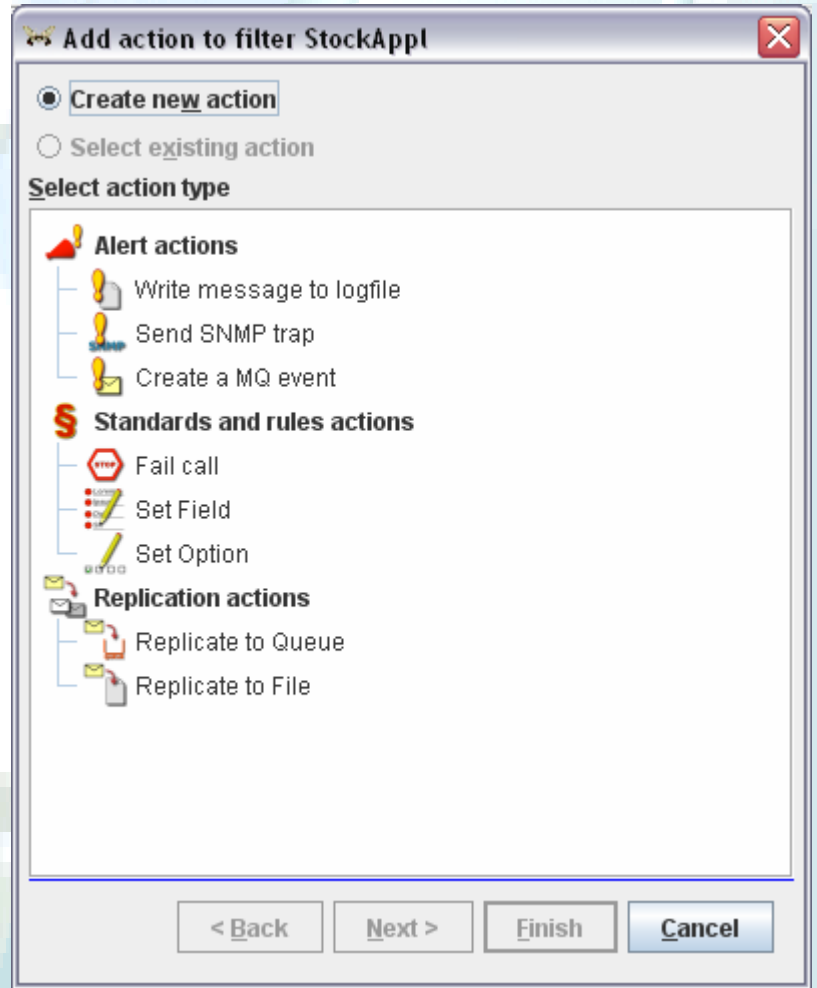 Add action to filter StockAppl
Create new action
Select existing action
Select action type
Alert actions
Write message to logfile
SNMP
Send SNMP trap
Create a MQ event
Standards and rules actions
STOP
Fail call
Set Field
Set Option
Replication actions
Replicate to Queue
Replicate to File
< Back
Next >
Finish
Cancel